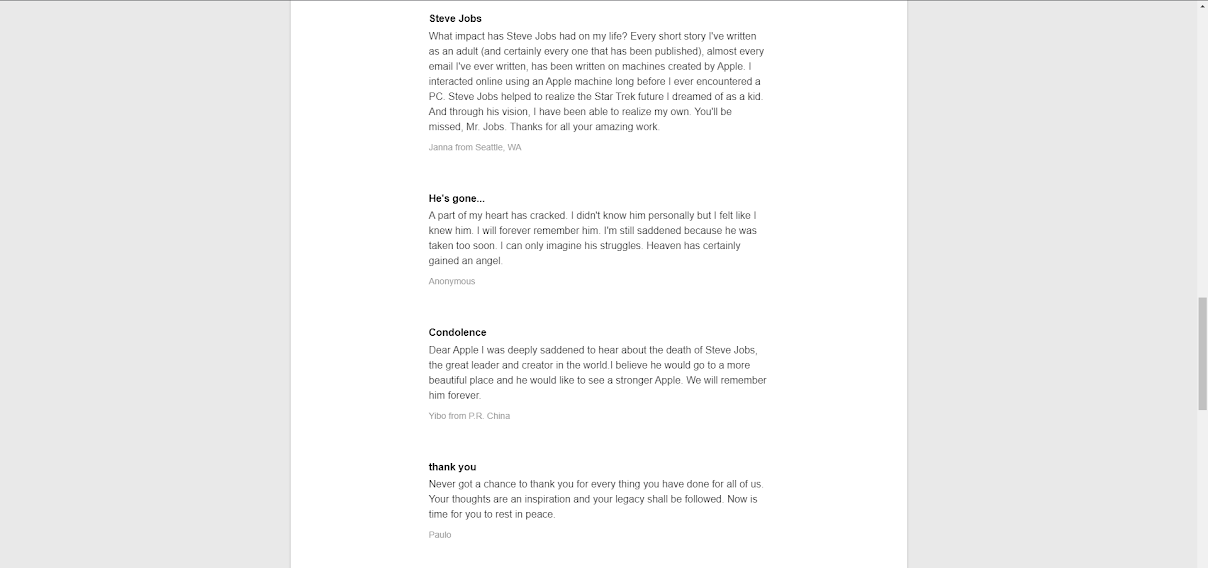 Steve Jobs
What impact has Steve Jobs had on my life? Every short story I've written
as an adult (and certainly every one that has been published), almost every
email I've ever written, has been written on machines created by Apple. I
interacted online using an Apple machine long before I ever encountered a
PC. Steve Jobs helped to realize the Star Trek future I dreamed of as a kid.
And through his vision, I have been able to realize my own. You'll be
missed, Mr. Jobs. Thanks for all your amazing work.
Janna from Seattle, WA
He's gone...
A part of my heart has cracked. I didn't know him personally but I felt like I
knew him. I will forever remember him. I'm still saddened because he was
taken too soon. I can only imagine his struggles. Heaven has certainly
gained an angel.
Anonymous
Condolence
Dear Apple I was deeply saddened to hear about the death of Steve Jobs,
the great leader and creator in the world.I believe he would go to a more
beautiful place and he would like to see a stronger Apple. We will remember
him forever.
Yibo from P.R. China
thank you
Never got a chance to thank you for every thing you have done for all of us.
Your thoughts are an inspiration and your legacy shall be followed. Now is
time for you to rest in peace.
Paulo